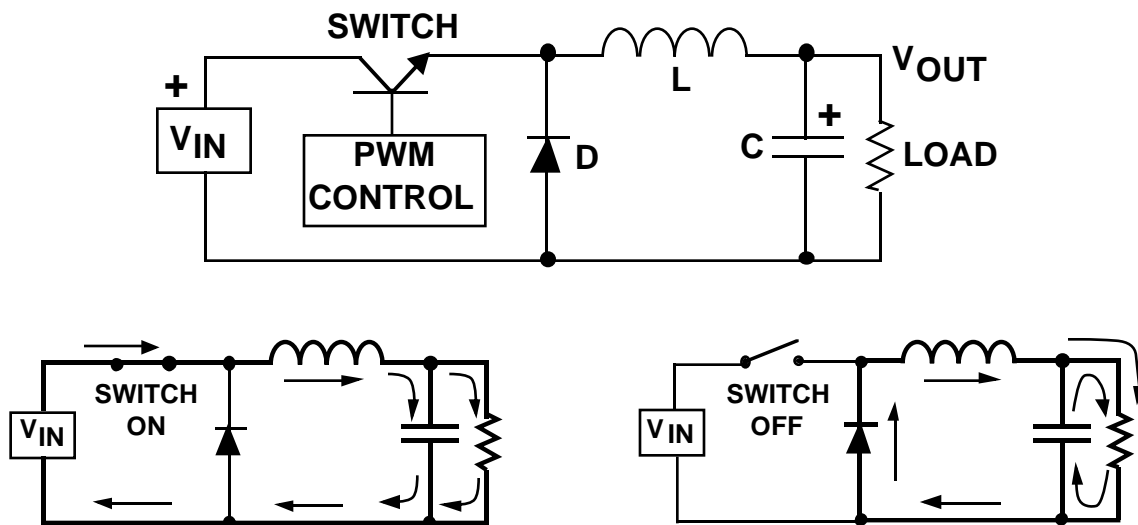 SWITCH
+
VIN
PWM
CONTROL
D
L
C
+
VOUT
LOAD
VIN
SWITCH
ON
VIN
SWITCH
OFF